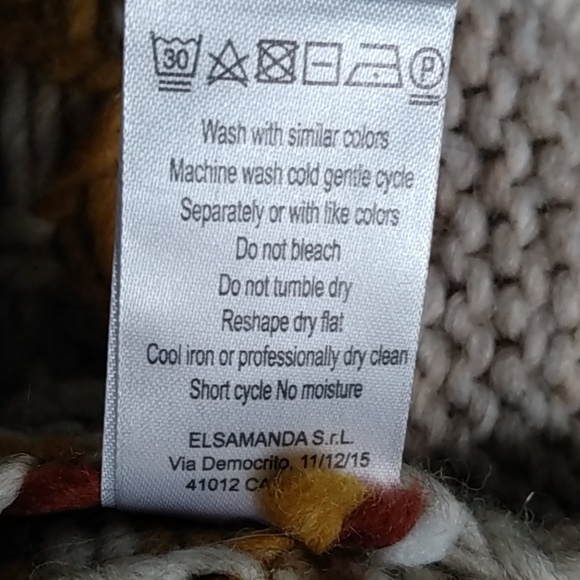 30 P
Wash with similar colors
Machine wash cold gentle cycle
Separately or with like colors
Do not bleach
Do not tumble dry
Reshape dry flat
Cool iron or professionally dry clean
Short cycle No moisture
ELSAMANDA S.r.L.
Via Democrito, 11/12/15
41012 CA